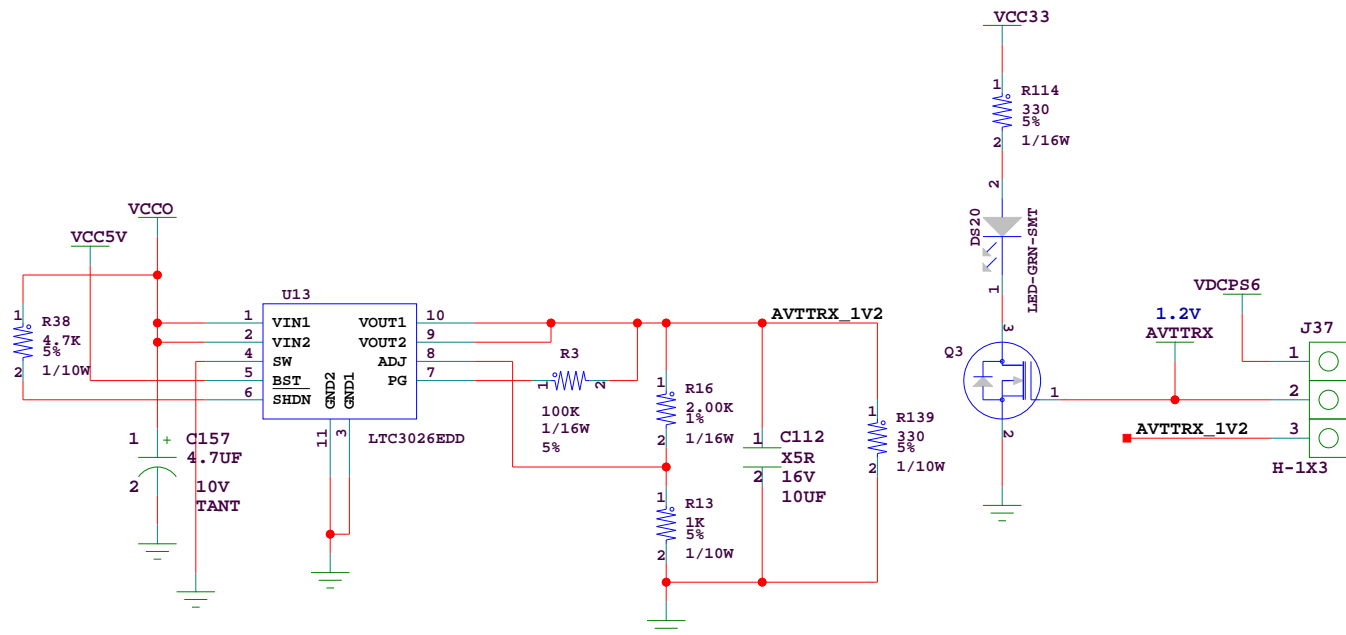 VCC33
1
R114
330
5%
1/16W
2
2
DS20
LED-GRN-SMT
1
VCCO
VCC5V
VDCPS6
1.2V
AVTTRX
J37
1
2
3
H-1X3
AVTTRX_1V2
3
Q3
1
2
1
R38
4.7K
5%
1/10W
2
U13
1
VIN1
2
VIN2
4
SW
5
BST
6
SHDN
VOUT1
10
VOUT2
9
ADJ
8
PG
7
GND2
GND1
11
3
LTC3026EDD
AVTTRX_1V2
R3
1
2
100K
1/16W
5%
1
R16
2.00K
1%
1/16W
2
1
R13
1K
5%
1/10W
2
1
C112
X5R
16V
10UF
2
1
R139
330
5%
1/10W
2
1
+
C157
4.7UF
10V
TANT
2